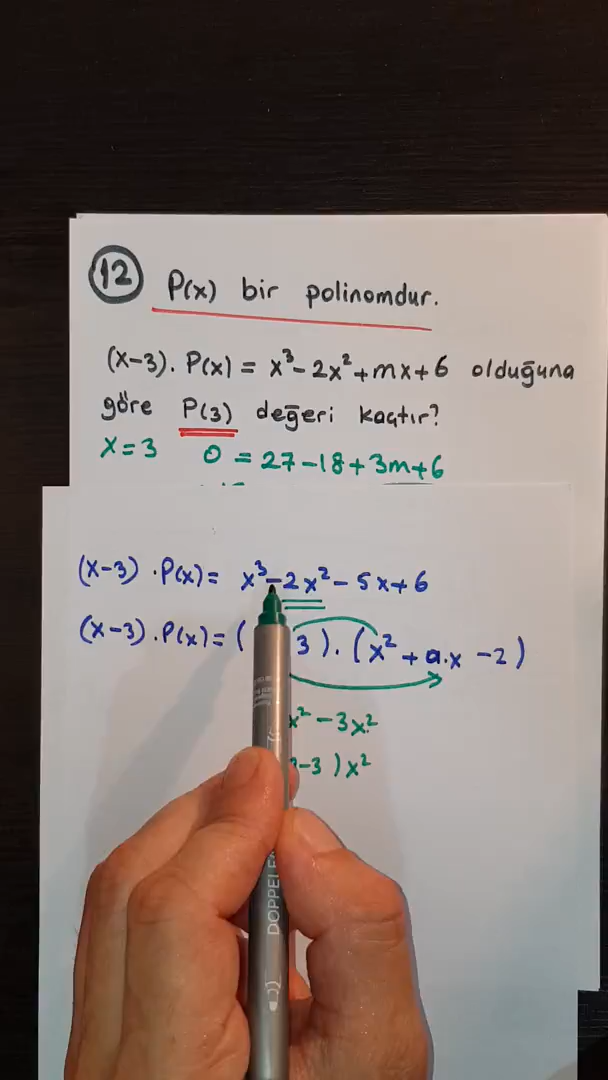 12 P(x) bir polinomdur.
(x-3). P(x) = x³ - 2x² + mx + 6 olduğuna
göre P(3) değeri kaçtır?
x = 3 0 = 27 - 18 + 3m + 6
(x-3) . P(x) = x³ - 2x² - 5x + 6
(x-3) . P(x) = ( 3 ) . ( x² + a.x - 2 )
x² - 3x²
-3 ) x²
DOPPEL